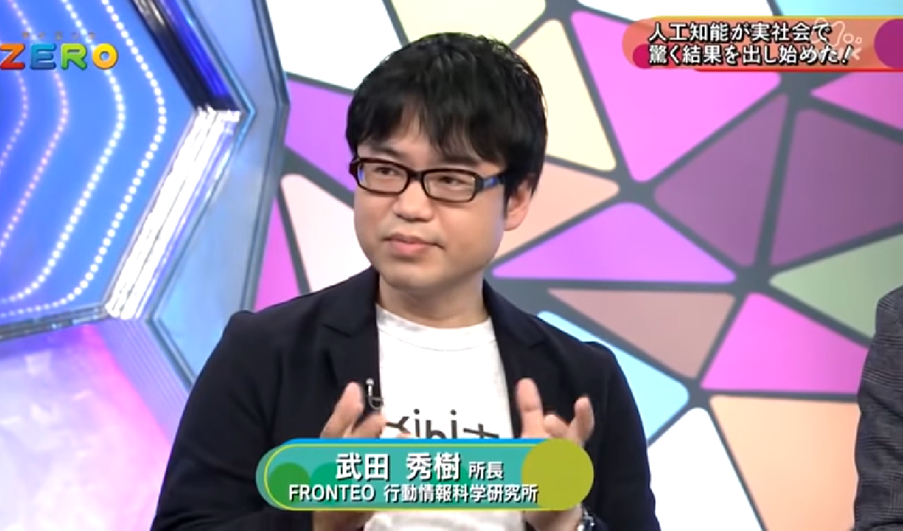 ZERO
人工知能が実社会で
驚く結果を出し始めた！
武田 秀樹 所長
FRONTEO 行動情報科学研究所